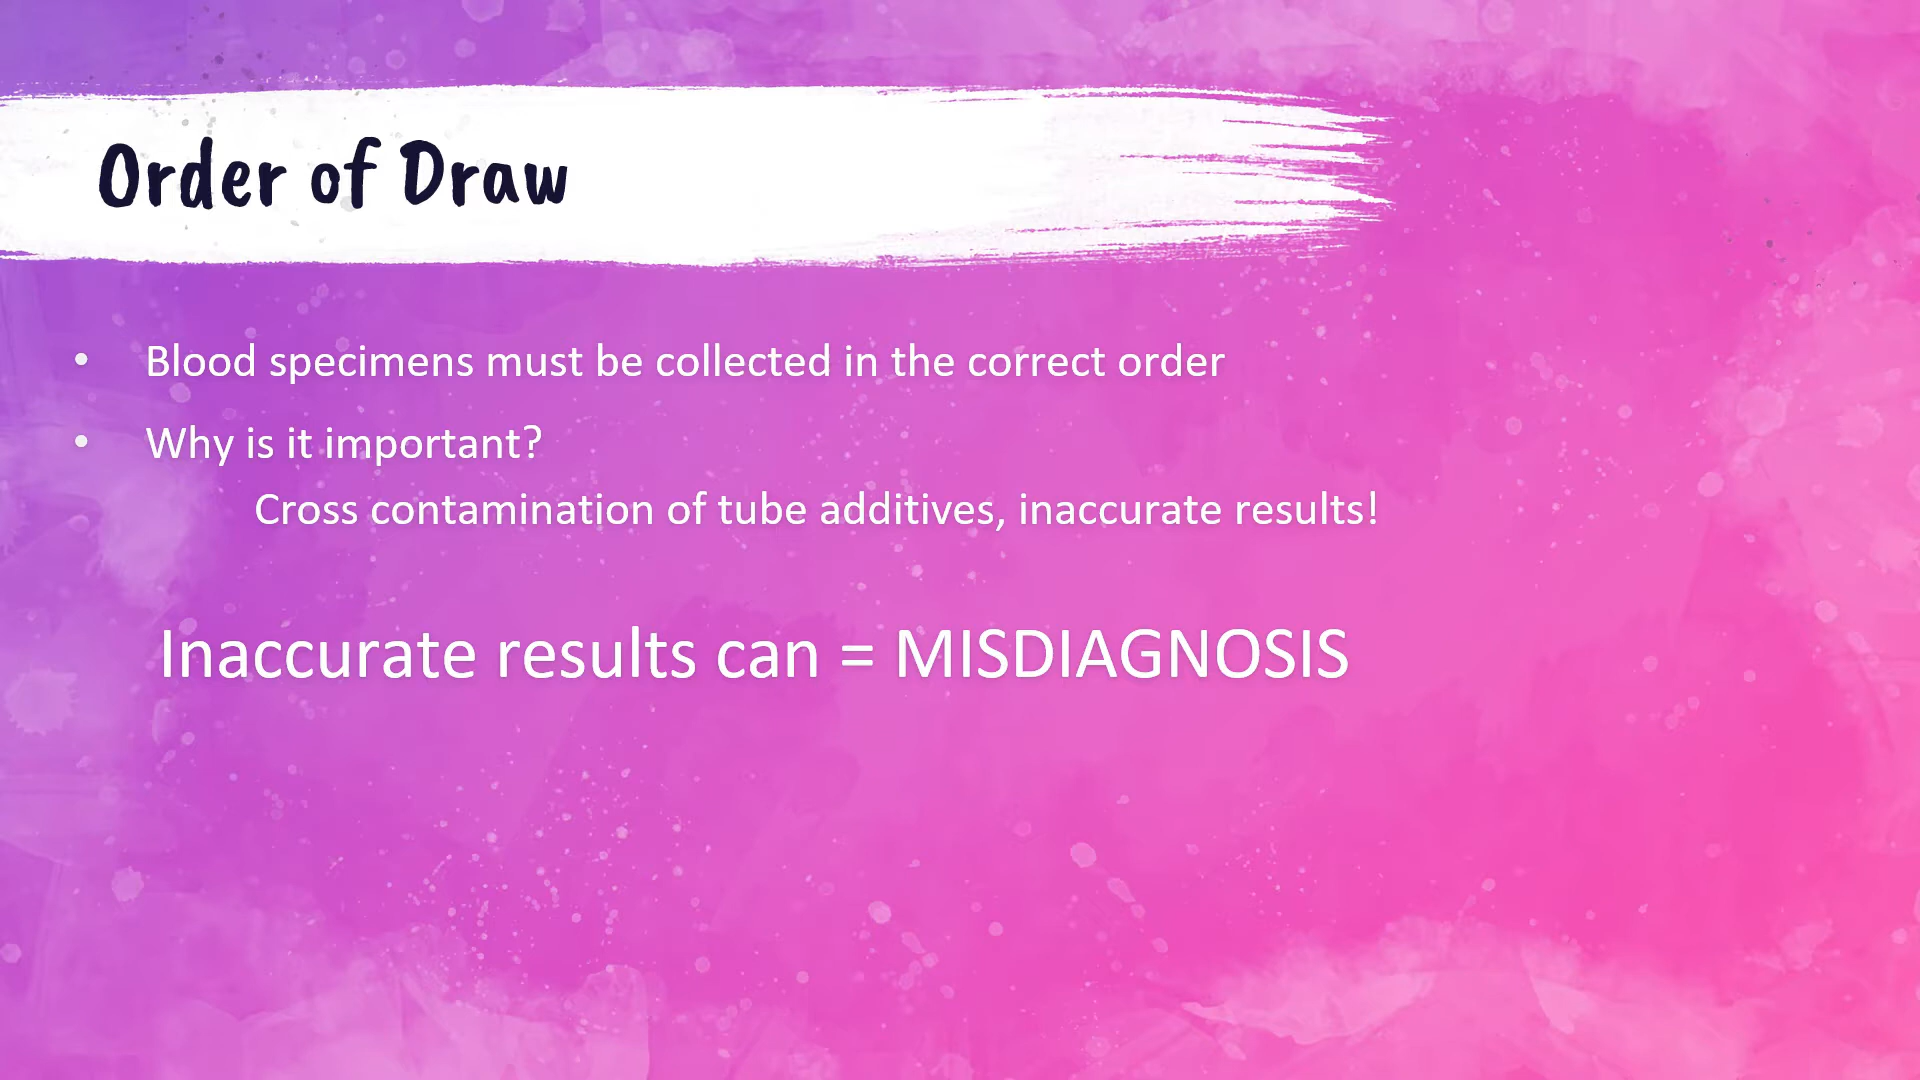 Order of Draw
• Blood specimens must be collected in the correct order
• Why is it important?
Cross contamination of tube additives, inaccurate results!
Inaccurate results can = MISDIAGNOSIS